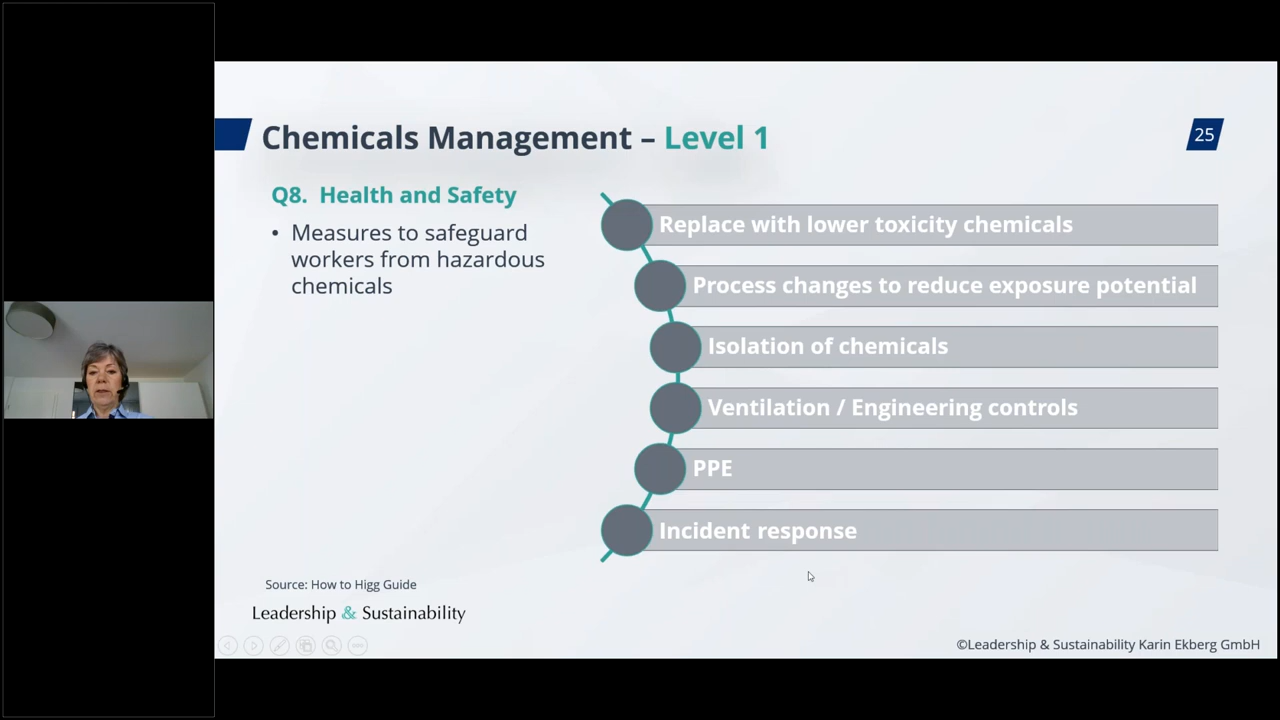 Chemicals Management – Level 1
25
Q8. Health and Safety
• Measures to safeguard
workers from hazardous
chemicals
Replace with lower toxicity chemicals
Process changes to reduce exposure potential
Isolation of chemicals
Ventilation / Engineering controls
PPE
Incident response
Source: How to Higg Guide
Leadership & Sustainability
©Leadership & Sustainability Karin Ekberg GmbH